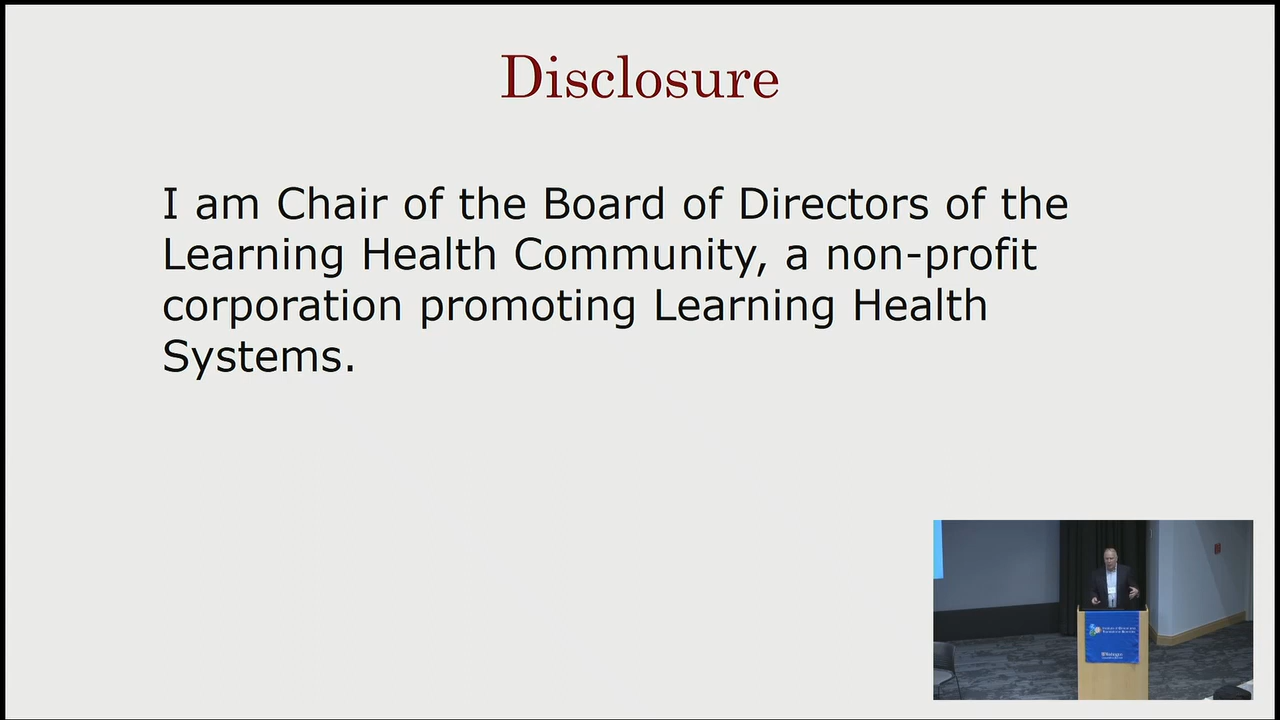 Disclosure
I am Chair of the Board of Directors of the
Learning Health Community, a non-profit
corporation promoting Learning Health
Systems.